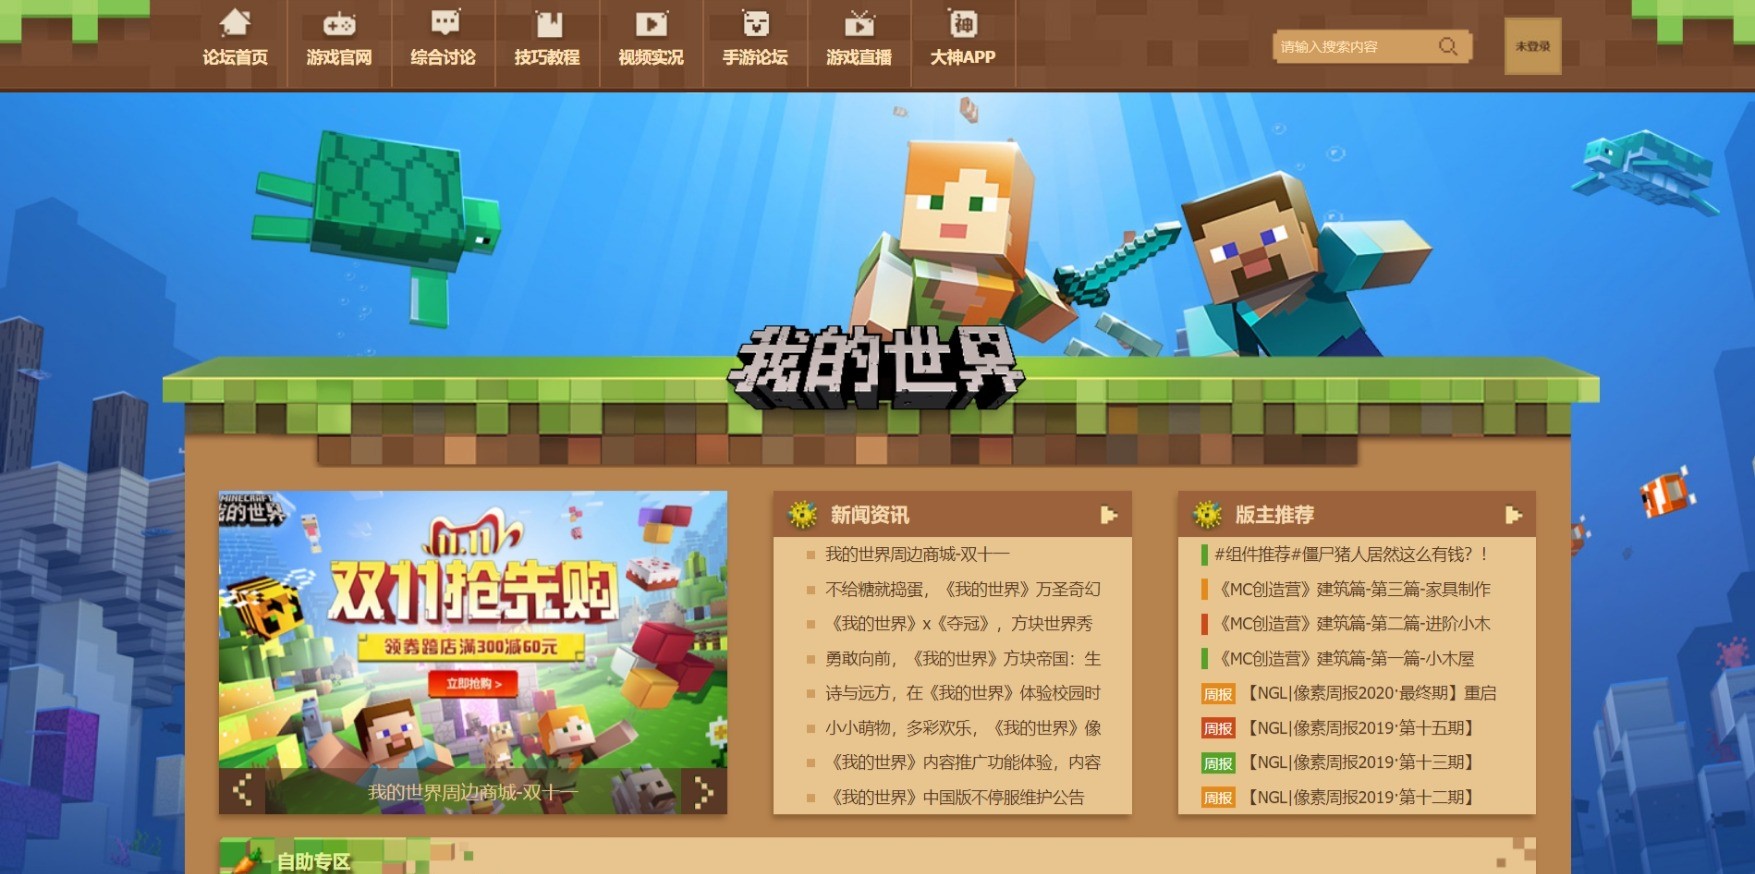 论坛首页
游戏官网
综合讨论
技巧教程
视频实况
手游论坛
游戏直播
大神APP
请输入搜索内容
未登录
我的世界
MINECRAFT
我的世界
11.11
双11抢先购
领券跨店满300减60元
立即抢购 >
我的世界周边商城-双十一
新闻资讯
我的世界周边商城-双十一
不给糖就捣蛋，《我的世界》万圣奇幻
《我的世界》x《夺冠》，方块世界秀
勇敢向前，《我的世界》方块帝国：生
诗与远方，在《我的世界》体验校园时
小小萌物，多彩欢乐，《我的世界》像
《我的世界》内容推广功能体验，内容
《我的世界》中国版不停服维护公告
版主推荐
#组件推荐#僵尸猪人居然这么有钱？！
《MC创造营》建筑篇-第三篇-家具制作
《MC创造营》建筑篇-第二篇-进阶小木
《MC创造营》建筑篇-第一篇-小木屋
周报 【NGL|像素周报2020·最终期】重启
周报 【NGL|像素周报2019·第十五期】
周报 【NGL|像素周报2019·第十三期】
周报 【NGL|像素周报2019·第十二期】
自助专区